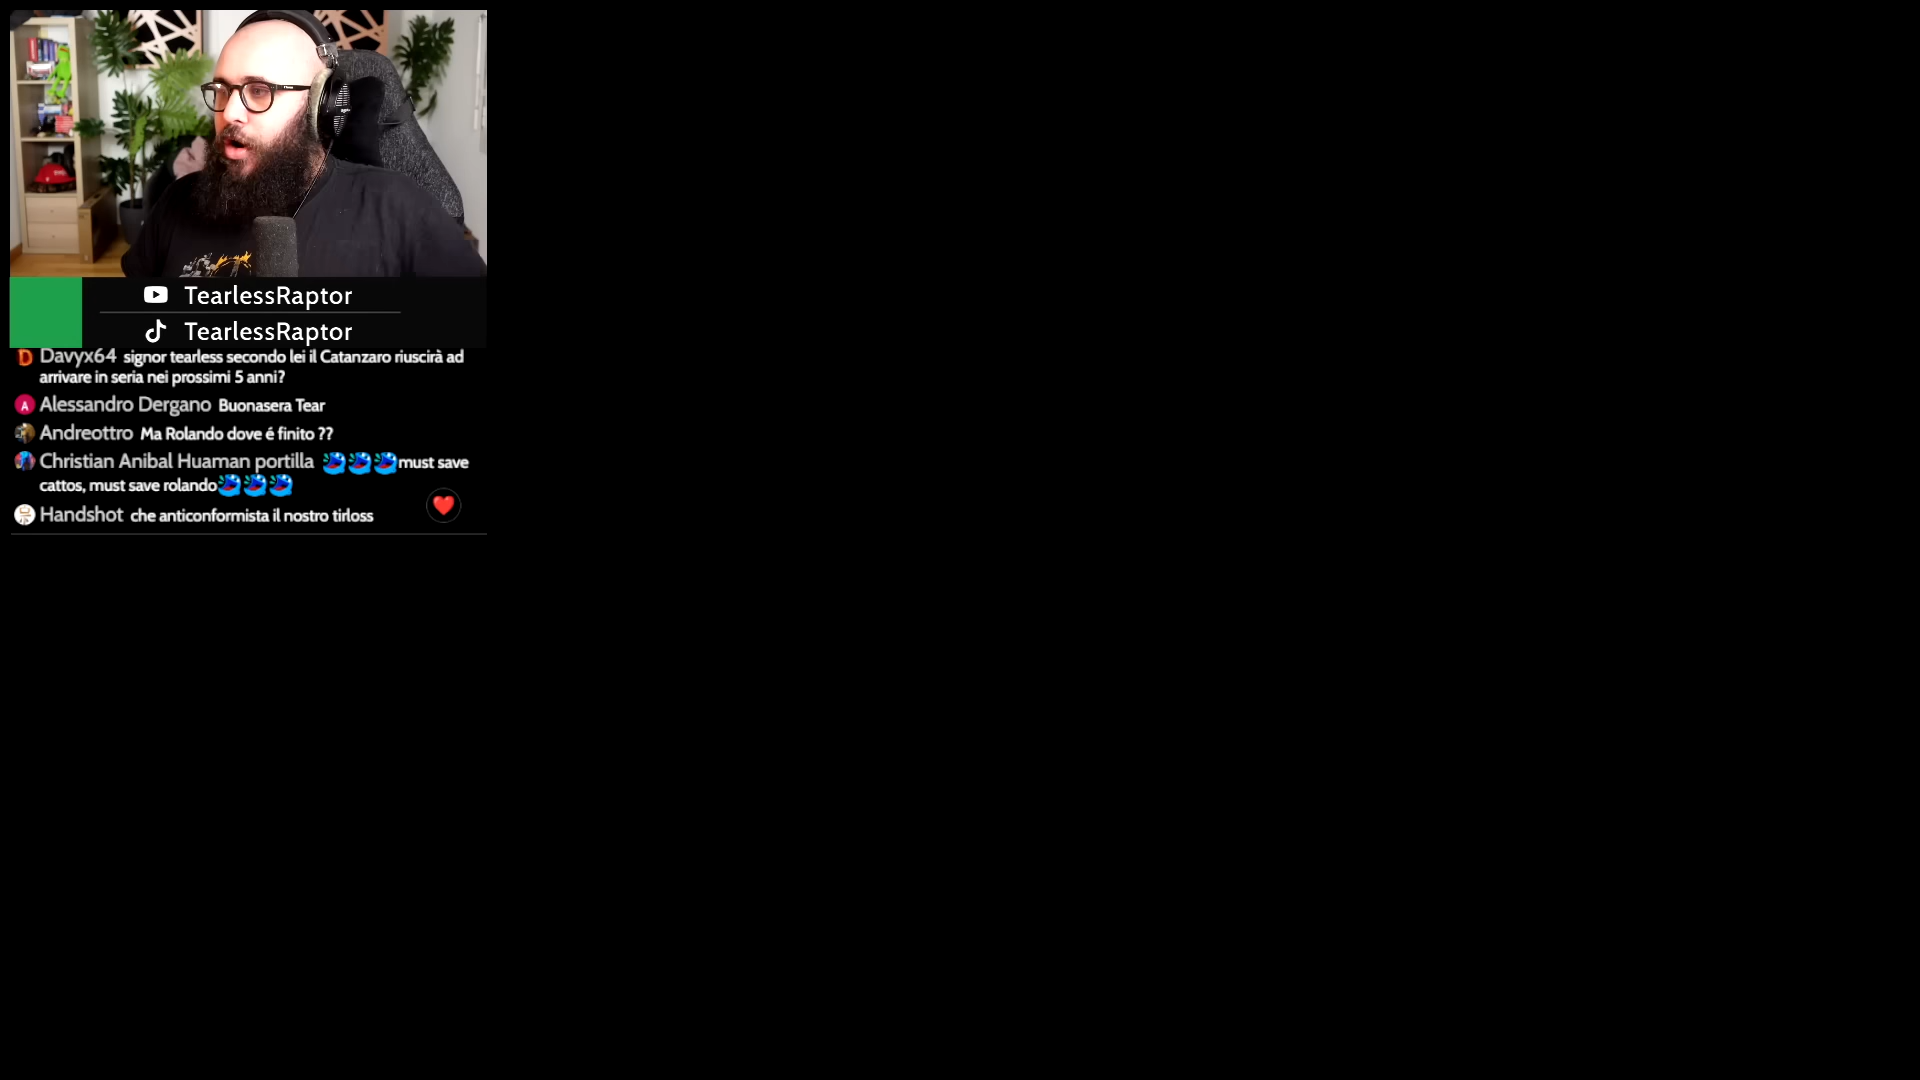 TearlessRaptor
TearlessRaptor
Davyx64 signor tearless secondo lei il Catanzaro riuscirà ad
arrivare in seria nei prossimi 5 anni?
Alessandro Dergano Buonasera Tear
Andreottro Ma Rolando dove é finito ??
Christian Anibal Huaman portilla must save
cattos, must save rolando
Handshot che anticonformista il nostro tirloss